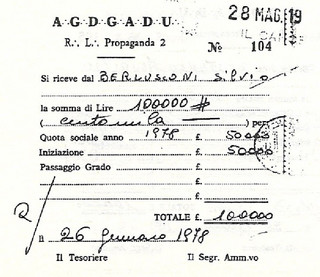 A∴ G∴ D∴ G∴ A∴ D∴ U∴
28 MAG. 19
R∴ L∴ Propaganda 2
IL
№ 104
Si riceve dal BERLUSCONI Silvio
la somma di Lire 100000 #
( centomila ) per:
Quota sociale anno 1978 £. 50000
Iniziazione £. 50000
Passaggio Grado £.
£.
TOTALE £. 100000
lì 26 Gennaio 1978
Il Tesoriere Il Segr. Amm.vo